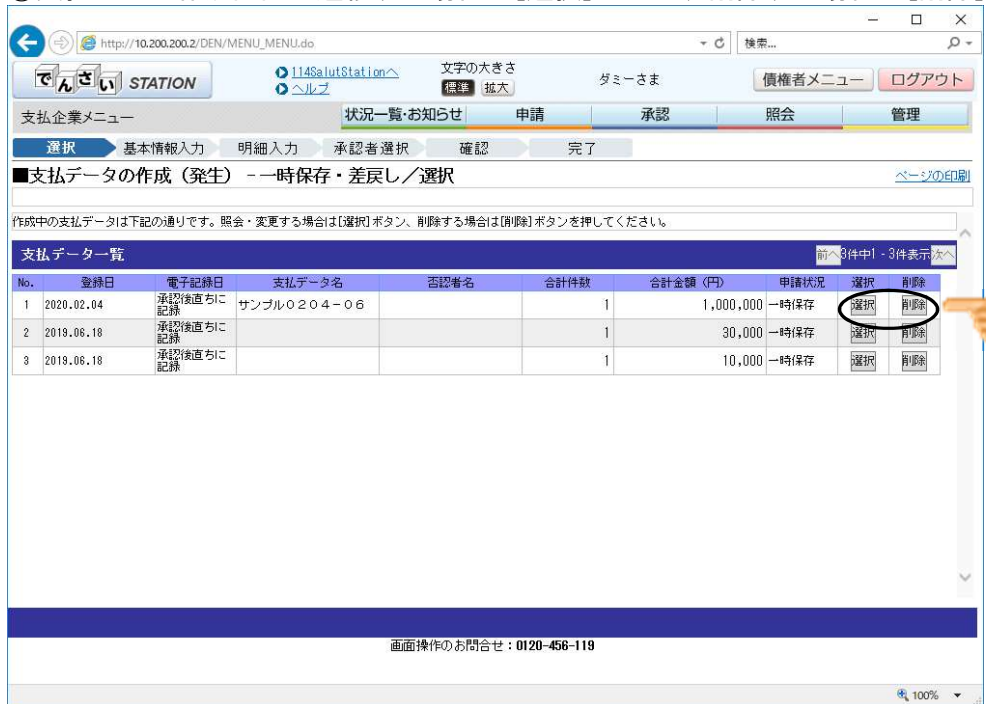 http://10.200.200.2/DEN/MENU_MENU.do
検索...
でんさい STATION
114SalutStationへ
ヘルプ
文字の大きさ
標準 拡大
ダミーさま
債権者メニュー
ログアウト
支払企業メニュー
状況一覧・お知らせ 申請 承認 照会 管理
選択 基本情報入力 明細入力 承認者選択 確認 完了
■支払データの作成（発生）－一時保存・差戻し／選択
ページの印刷
作成中の支払データは下記の通りです。照会・変更する場合は[選択]ボタン、削除する場合は[削除]ボタンを押してください。
支払データ一覧
前へ 3件中1 - 3件表示 次へ
No. 登録日 電子記録日 支払データ名 否認者名 合計件数 合計金額（円） 申請状況 選択 削除
1 2020.02.04 承認後直ちに記録 サンプル０２０４－０６ 1 1,000,000 一時保存 選択 削除
2 2019.06.18 承認後直ちに記録 1 30,000 一時保存 選択 削除
3 2019.06.18 承認後直ちに記録 1 10,000 一時保存 選択 削除
画面操作のお問合せ：0120-456-119
100%